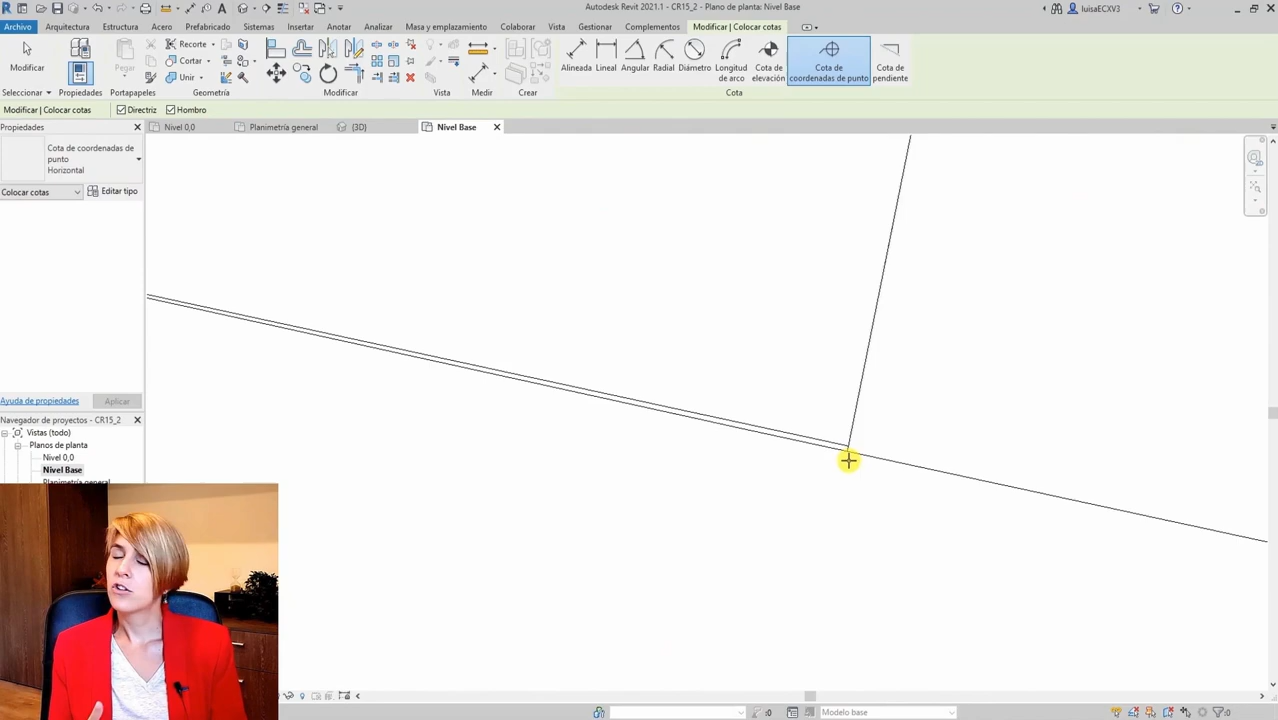 Autodesk Revit 2021.1 - CR15_2 - Plano de planta: Nivel Base
luisaECXV3
Archivo Arquitectura Estructura Acero Prefabricado Sistemas Insertar Anotar Analizar Masa y emplazamiento Colaborar Vista Gestionar Complementos Modificar | Colocar cotas
Modificar Pegar Recorte Cortar Unir Alineada Lineal Angular Radial Diámetro Longitud de arco Cota de elevación Cota de coordenadas de punto Cota de pendiente
Seleccionar Propiedades Portapapeles Geometría Modificar Vista Medir Crear Cota
Modificar | Colocar cotas Directriz Hombro
Propiedades
Nivel 0,0 Planimetría general (3D) Nivel Base
Cota de coordenadas de
punto
Horizontal
Colocar cotas Editar tipo
Ayuda de propiedades Aplicar
Navegador de proyectos - CR15_2
Vistas (todo)
Planos de planta
Nivel 0,0
Nivel Base
Planimetría general
:0 Modelo base :0